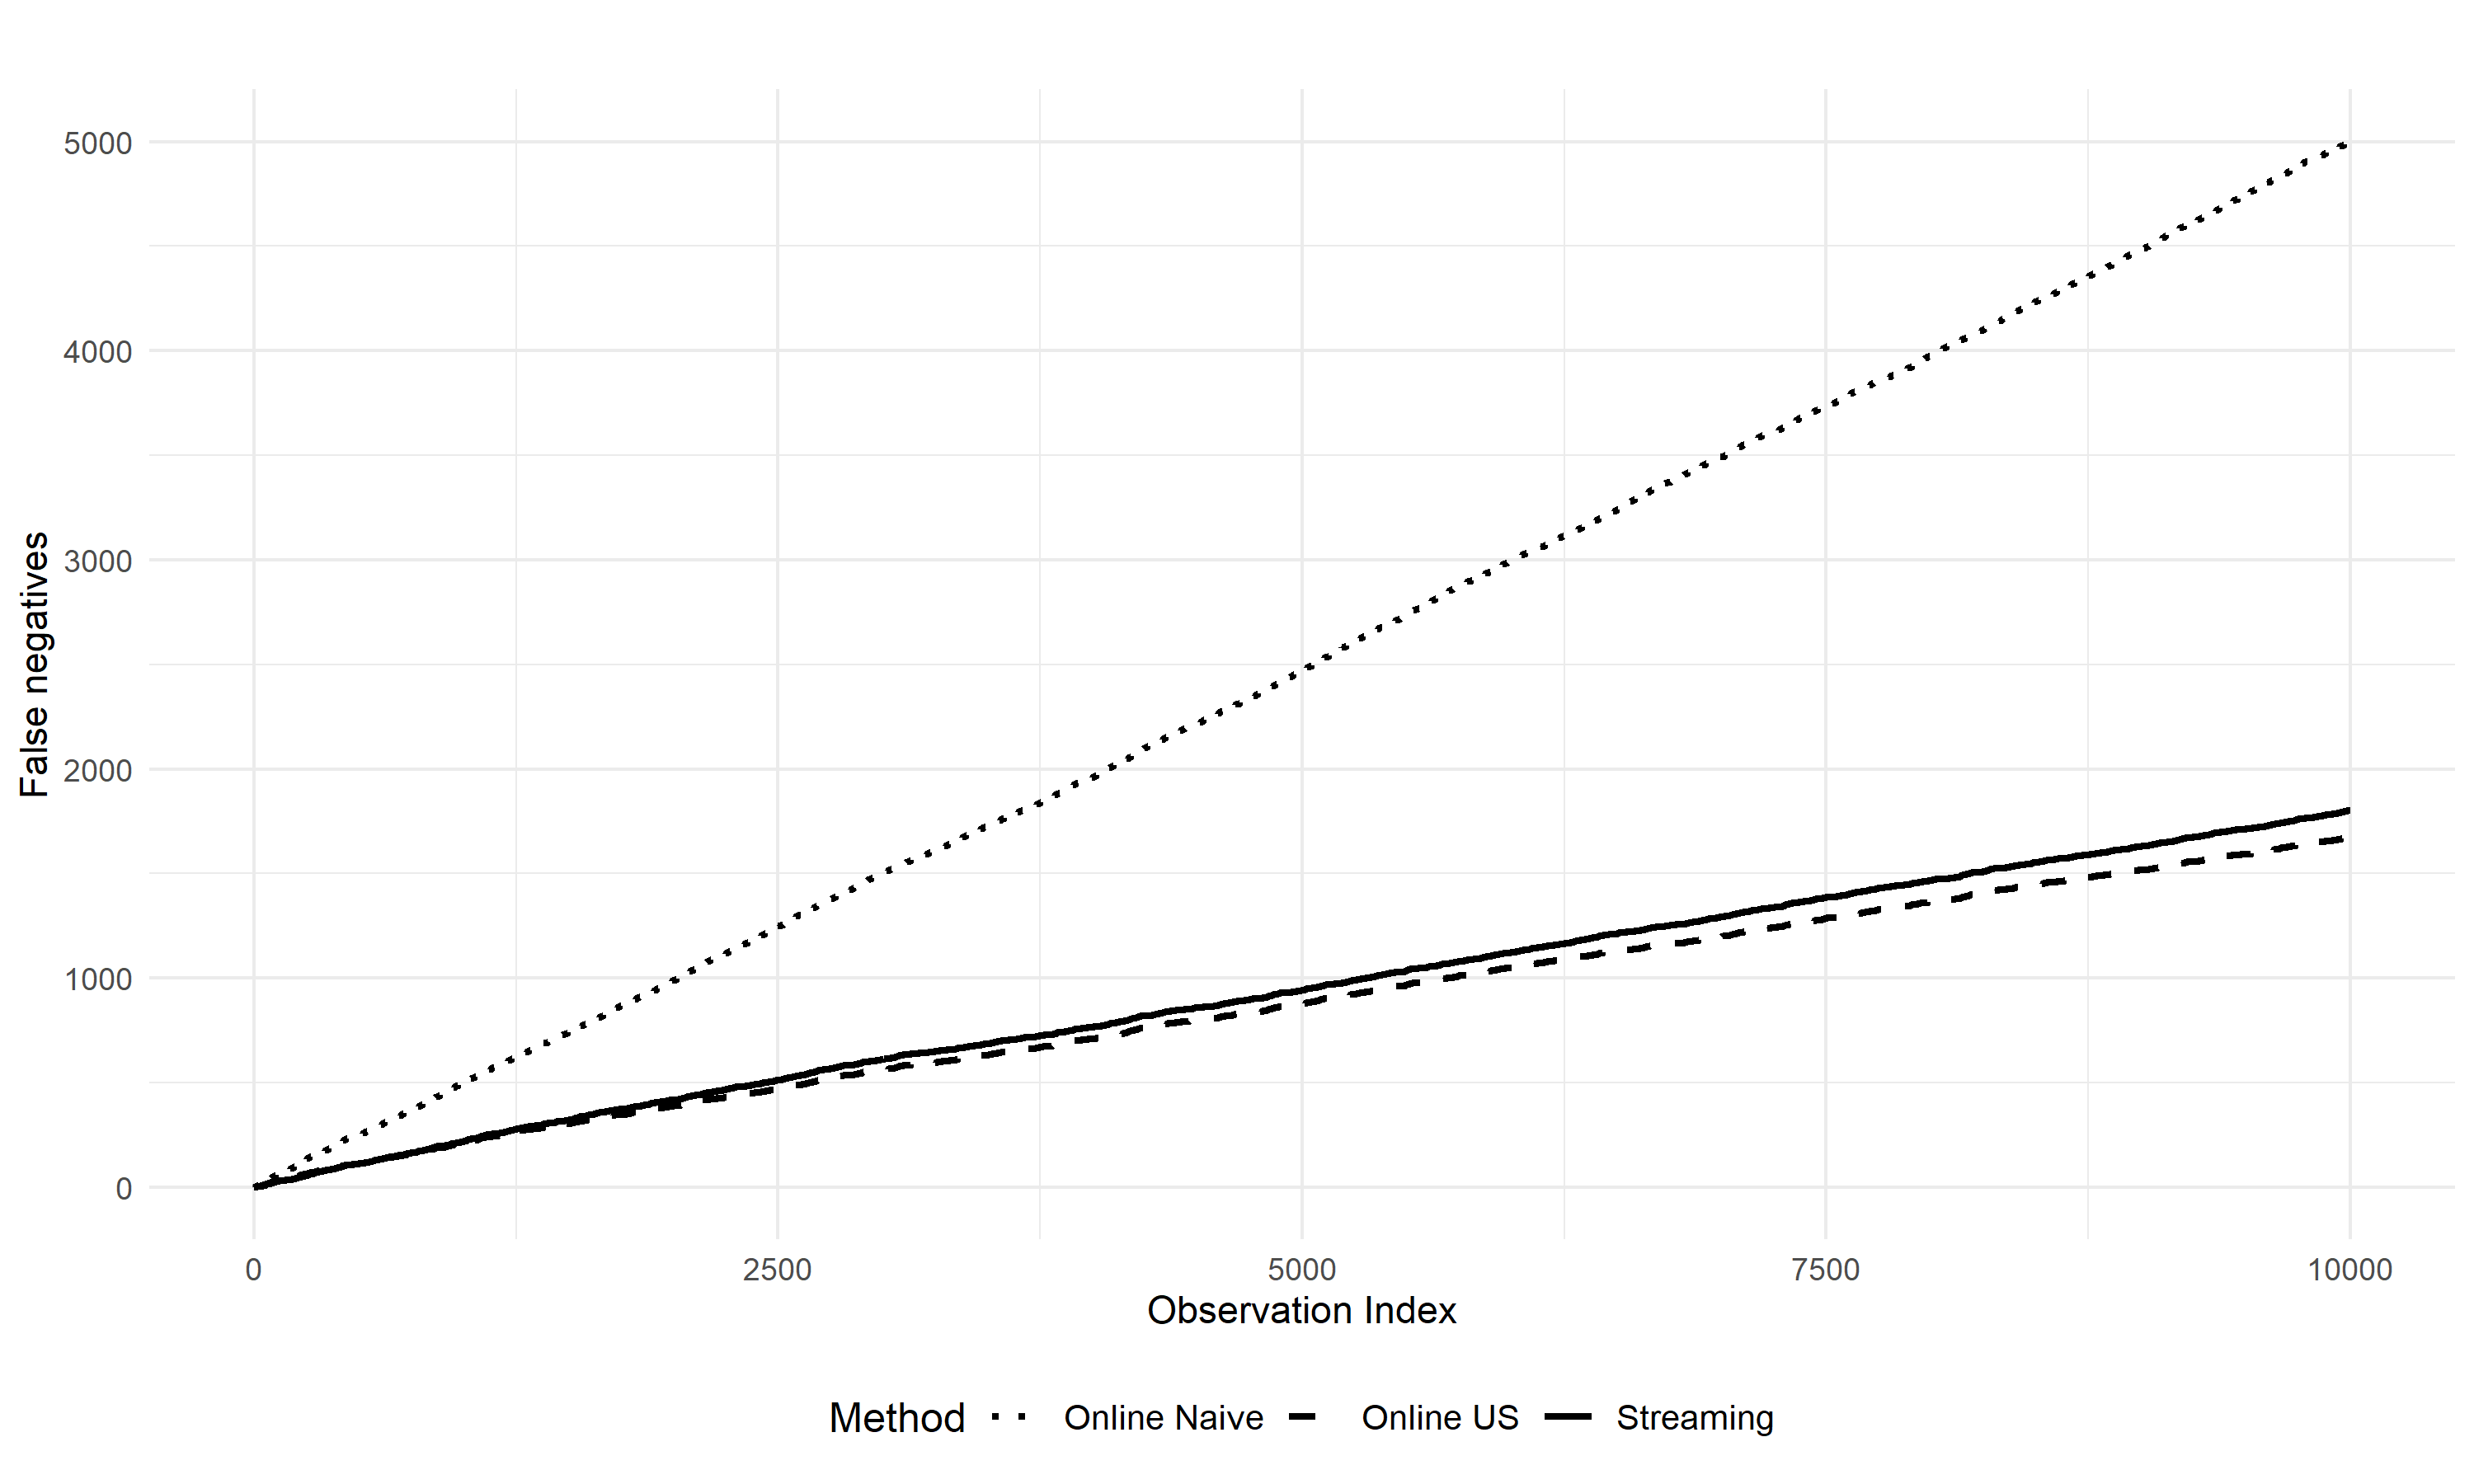 5000
4000
3000
2000
1000
0
False negatives
0 2500 5000 7500 10000
Observation Index
Method Online Naive Online US Streaming